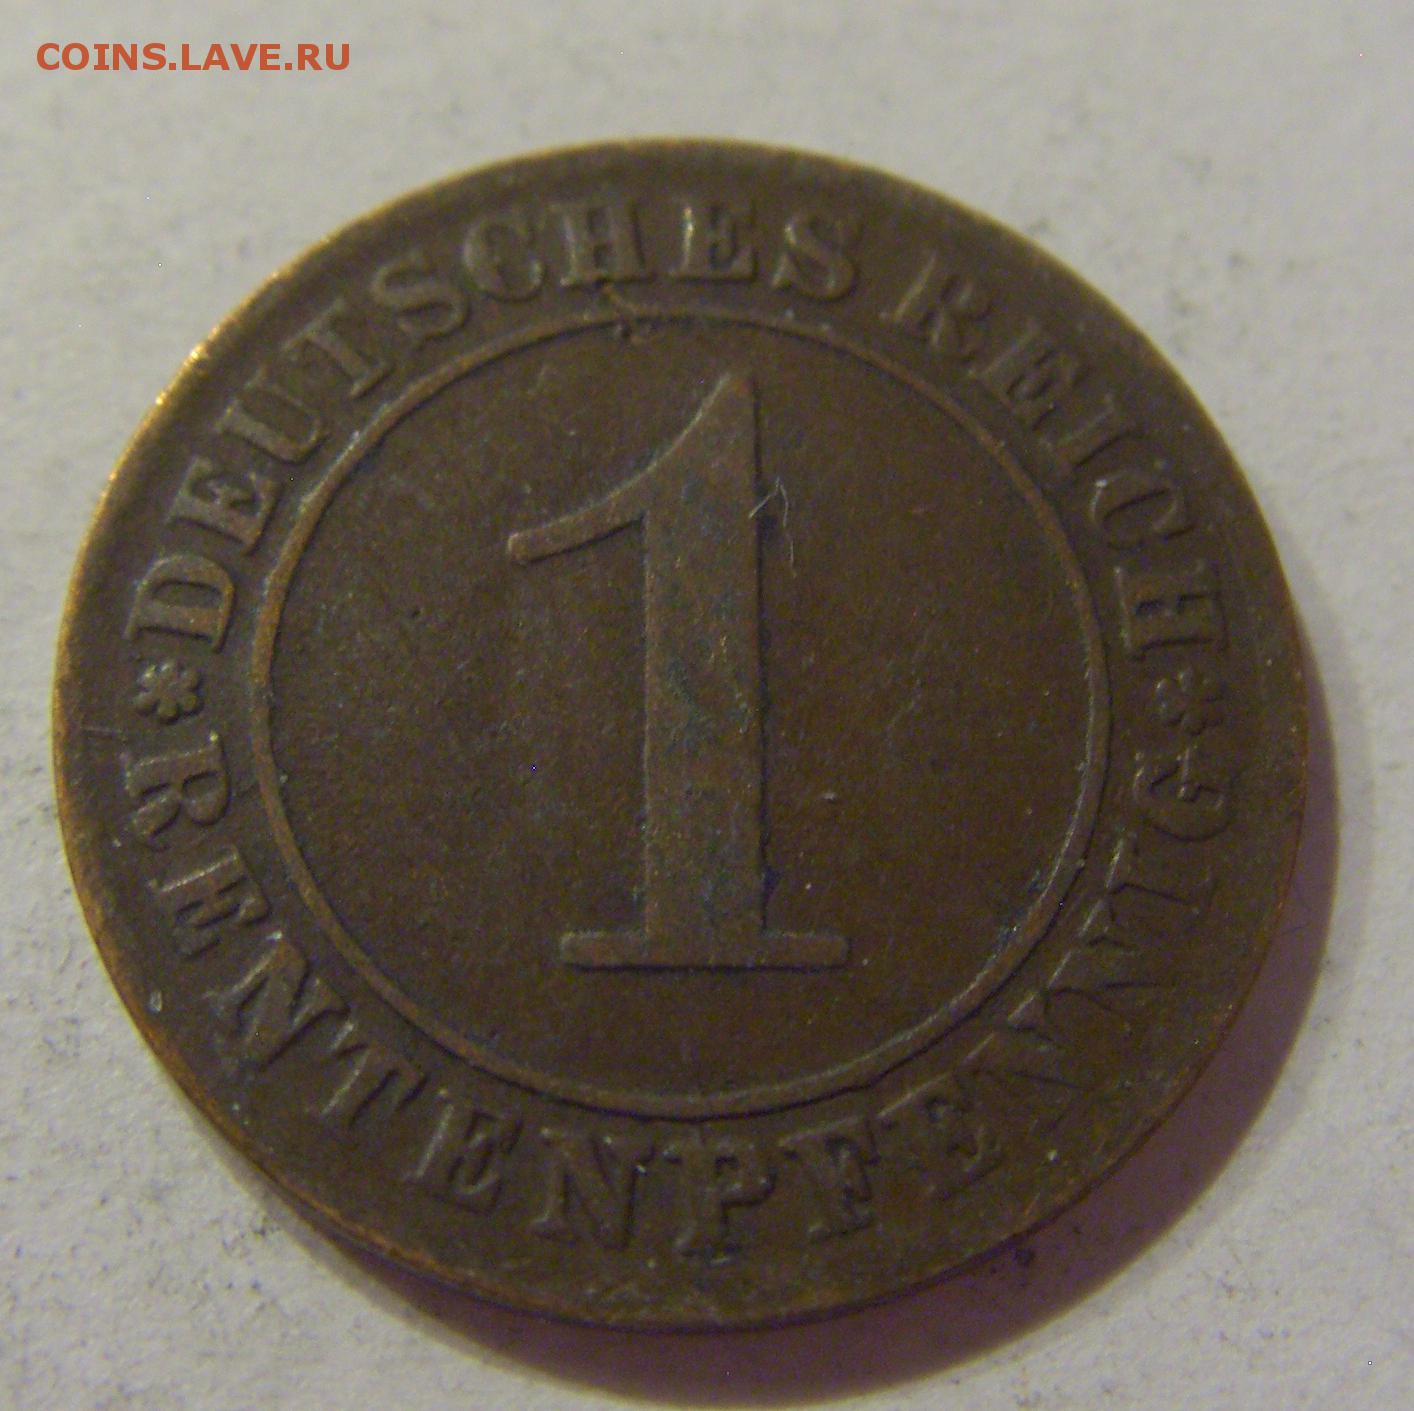 COINS.LAVE.RU
DEUTSCHES REICH
1
RENTENPFENNIG